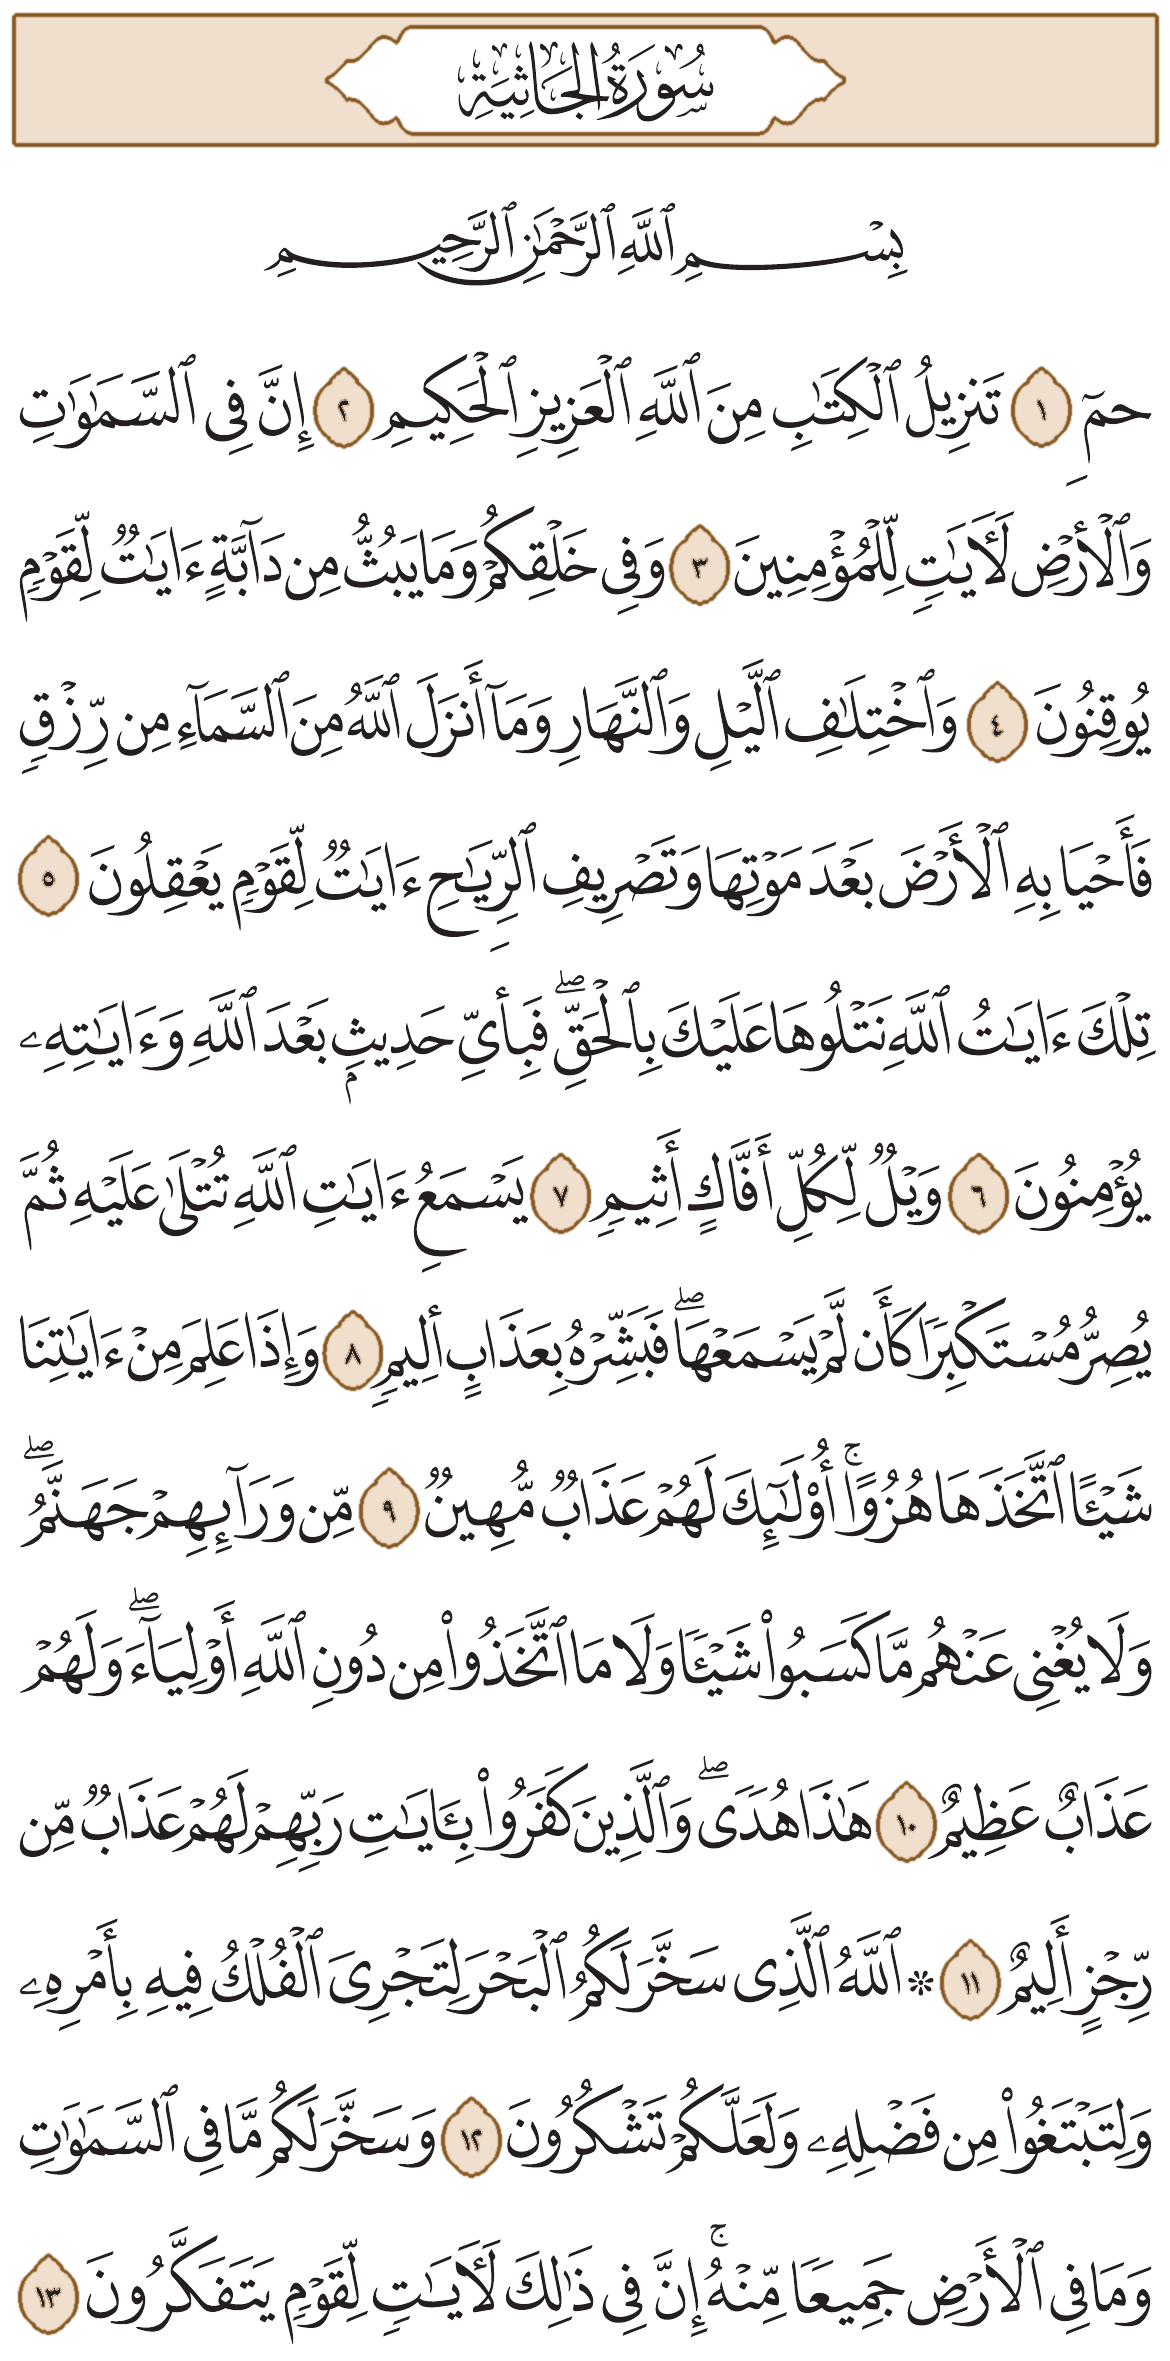 سُورَةُ الجَاثِيَةِ
بِسْمِ ٱللَّهِ ٱلرَّحْمَٰنِ ٱلرَّحِيمِ
حمٓ ١ تَنزِيلُ ٱلْكِتَٰبِ مِنَ ٱللَّهِ ٱلْعَزِيزِ ٱلْحَكِيمِ ٢ إِنَّ فِى ٱلسَّمَٰوَٰتِ
وَٱلْأَرْضِ لَءَايَٰتٍ لِّلْمُؤْمِنِينَ ٣ وَفِى خَلْقِكُمْ وَمَا يَبُثُّ مِن دَآبَّةٍ ءَايَٰتٌ لِّقَوْمٍ
يُوقِنُونَ ٤ وَٱخْتِلَٰفِ ٱلَّيْلِ وَٱلنَّهَارِ وَمَآ أَنزَلَ ٱللَّهُ مِنَ ٱلسَّمَآءِ مِن رِّزْقٍ
فَأَحْيَا بِهِ ٱلْأَرْضَ بَعْدَ مَوْتِهَا وَتَصْرِيفِ ٱلرِّيَٰحِ ءَايَٰتٌ لِّقَوْمٍ يَعْقِلُونَ ٥
تِلْكَ ءَايَٰتُ ٱللَّهِ نَتْلُوهَا عَلَيْكَ بِٱلْحَقِّۖ فَبِأَىِّ حَدِيثٍۭ بَعْدَ ٱللَّهِ وَءَايَٰتِهِۦ
يُؤْمِنُونَ ٦ وَيْلٌ لِّكُلِّ أَفَّاكٍ أَثِيمٍ ٧ يَسْمَعُ ءَايَٰتِ ٱللَّهِ تُتْلَىٰ عَلَيْهِ ثُمَّ
يُصِرُّ مُسْتَكْبِرًا كَأَن لَّمْ يَسْمَعْهَاۖ فَبَشِّرْهُ بِعَذَابٍ أَلِيمٍ ٨ وَإِذَا عَلِمَ مِنْ ءَايَٰتِنَا
شَيْـًٔا ٱتَّخَذَهَا هُزُوًاۚ أُو۟لَٰٓئِكَ لَهُمْ عَذَابٌ مُّهِينٌ ٩ مِّن وَرَآئِهِمْ جَهَنَّمُۖ
وَلَا يُغْنِى عَنْهُم مَّا كَسَبُوا۟ شَيْـًٔا وَلَا مَا ٱتَّخَذُوا۟ مِن دُونِ ٱللَّهِ أَوْلِيَآءَۖ وَلَهُمْ
عَذَابٌ عَظِيمٌ ١٠ هَٰذَا هُدًىۖ وَٱلَّذِينَ كَفَرُوا۟ بِـَٔايَٰتِ رَبِّهِمْ لَهُمْ عَذَابٌ مِّن
رِّجْزٍ أَلِيمٌ ١١ ۞ ٱللَّهُ ٱلَّذِى سَخَّرَ لَكُمُ ٱلْبَحْرَ لِتَجْرِىَ ٱلْفُلْكُ فِيهِ بِأَمْرِهِۦ
وَلِتَبْتَغُوا۟ مِن فَضْلِهِۦ وَلَعَلَّكُمْ تَشْكُرُونَ ١٢ وَسَخَّرَ لَكُم مَّا فِى ٱلسَّمَٰوَٰتِ
وَمَا فِى ٱلْأَرْضِ جَمِيعًا مِّنْهُۚ إِنَّ فِى ذَٰلِكَ لَءَايَٰتٍ لِّقَوْمٍ يَتَفَكَّرُونَ ١٣